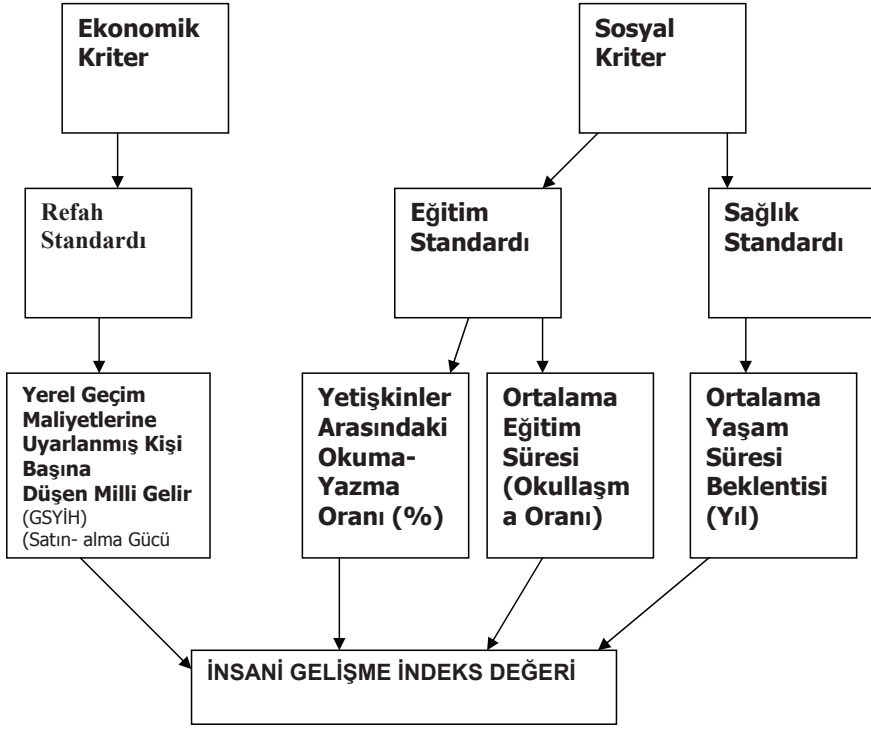 Ekonomik
Kriter
Sosyal
Kriter
Refah
Standardı
Eğitim
Standardı
Sağlık
Standardı
Yerel Geçim
Maliyetlerine
Uyarlanmış Kişi
Başına
Düşen Milli Gelir
(GSYİH)
(Satın- alma Gücü
Yetişkinler
Arasındaki
Okuma-
Yazma
Oranı (%)
Ortalama
Eğitim
Süresi
(Okullaşm
a Oranı)
Ortalama
Yaşam
Süresi
Beklentisi
(Yıl)
İNSANİ GELİŞME İNDEKS DEĞERİ